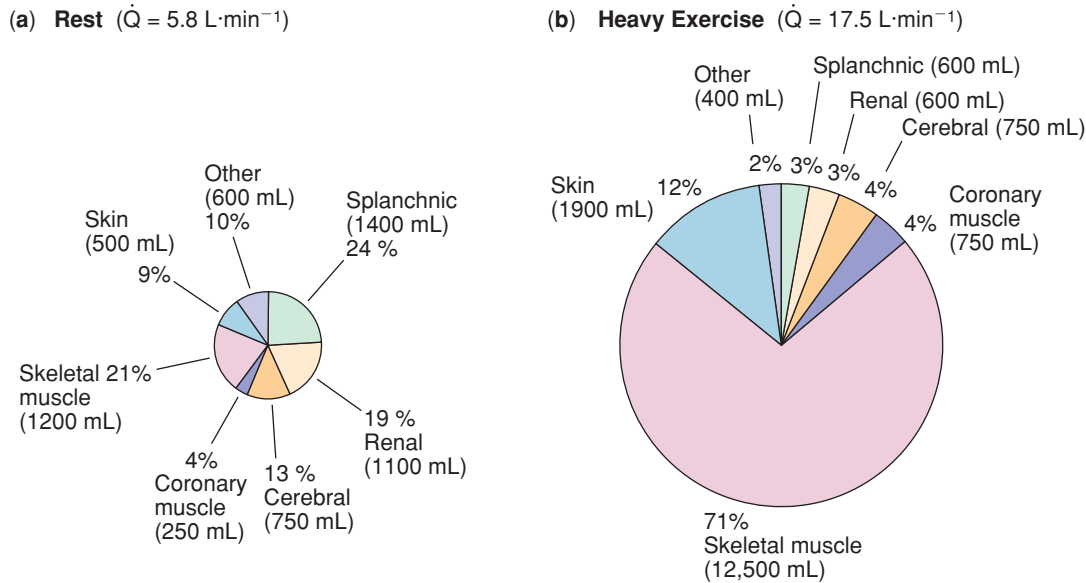 (a) Rest (Q̇ = 5.8 L·min⁻¹)
Other
(600 mL)
10%
Splanchnic
(1400 mL)
24 %
Skin
(500 mL)
9%
Skeletal 21%
muscle
(1200 mL)
19 %
Renal
(1100 mL)
4%
Coronary
muscle
(250 mL)
13 %
Cerebral
(750 mL)
(b) Heavy Exercise (Q̇ = 17.5 L·min⁻¹)
Other
(400 mL)
2%
Splanchnic (600 mL)
3%
Renal (600 mL)
3%
Cerebral (750 mL)
4%
Coronary
muscle
(750 mL)
4%
Skin
(1900 mL)
12%
71%
Skeletal muscle
(12,500 mL)